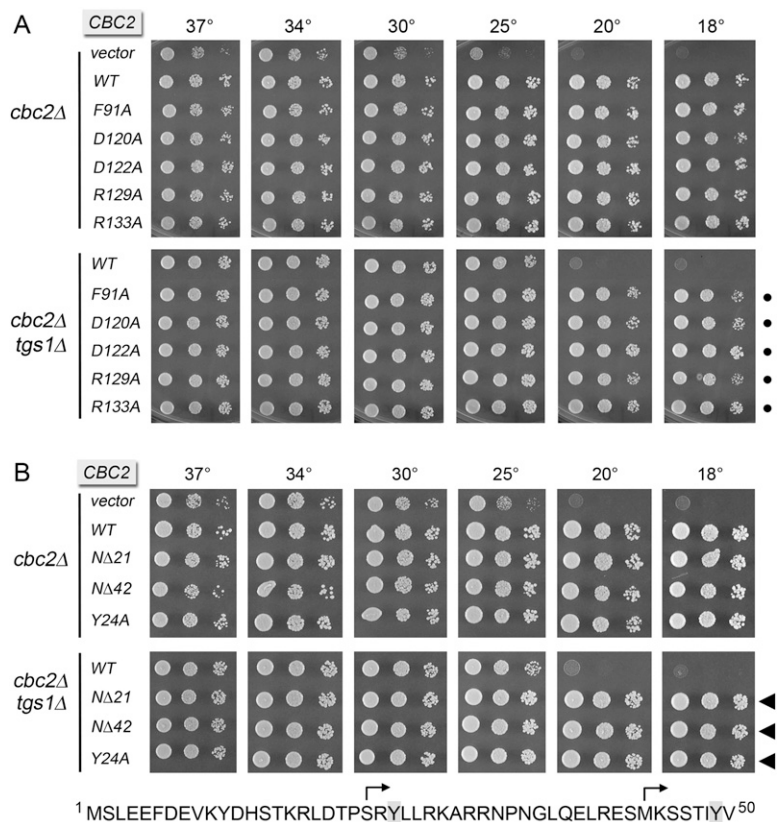 A CBC2 37° 34° 30° 25° 20° 18°
vector
WT
cbc2Δ F91A
D120A
D122A
R129A
R133A
WT
F91A
cbc2Δ D120A
tgs1Δ D122A
R129A
R133A
B CBC2 37° 34° 30° 25° 20° 18°
vector
WT
cbc2Δ NΔ21
NΔ42
Y24A
WT
cbc2Δ NΔ21
tgs1Δ NΔ42
Y24A
1 MSLEEFDEVKYDHSTKRLDTPSRYLLRKARRNPNGLQELRESMKSSTIYV 50